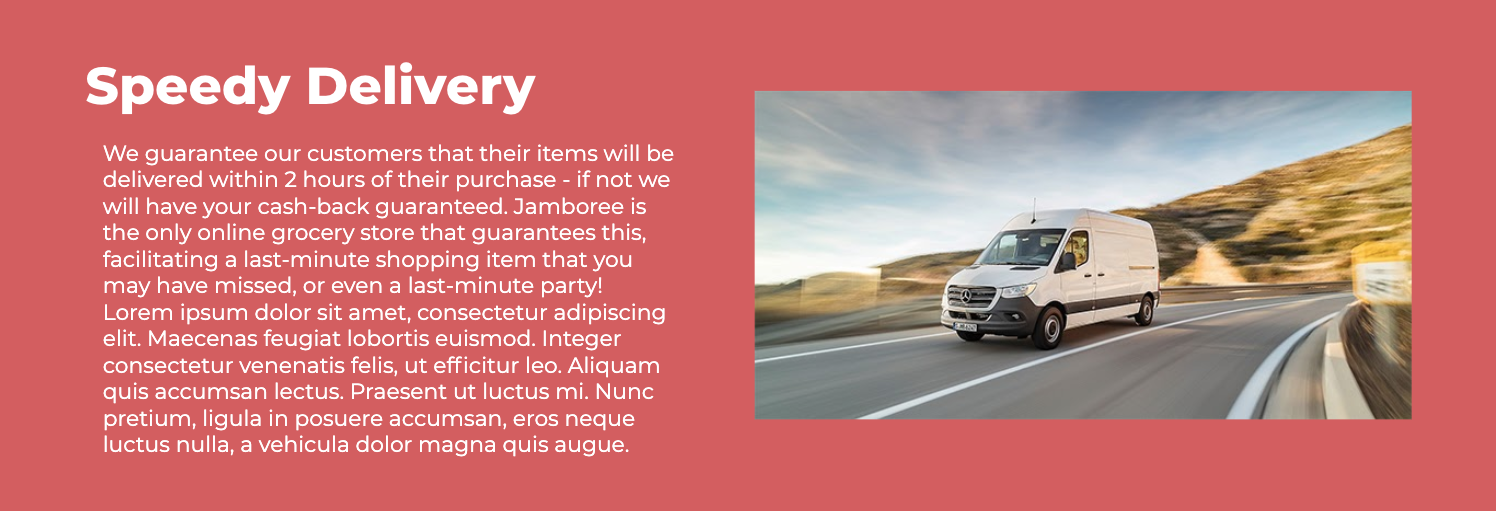 Speedy Delivery
We guarantee our customers that their items will be
delivered within 2 hours of their purchase - if not we
will have your cash-back guaranteed. Jamboree is
the only online grocery store that guarantees this,
facilitating a last-minute shopping item that you
may have missed, or even a last-minute party!
Lorem ipsum dolor sit amet, consectetur adipiscing
elit. Maecenas feugiat lobortis euismod. Integer
consectetur venenatis felis, ut efficitur leo. Aliquam
quis accumsan lectus. Praesent ut luctus mi. Nunc
pretium, ligula in posuere accumsan, eros neque
luctus nulla, a vehicula dolor magna quis augue.